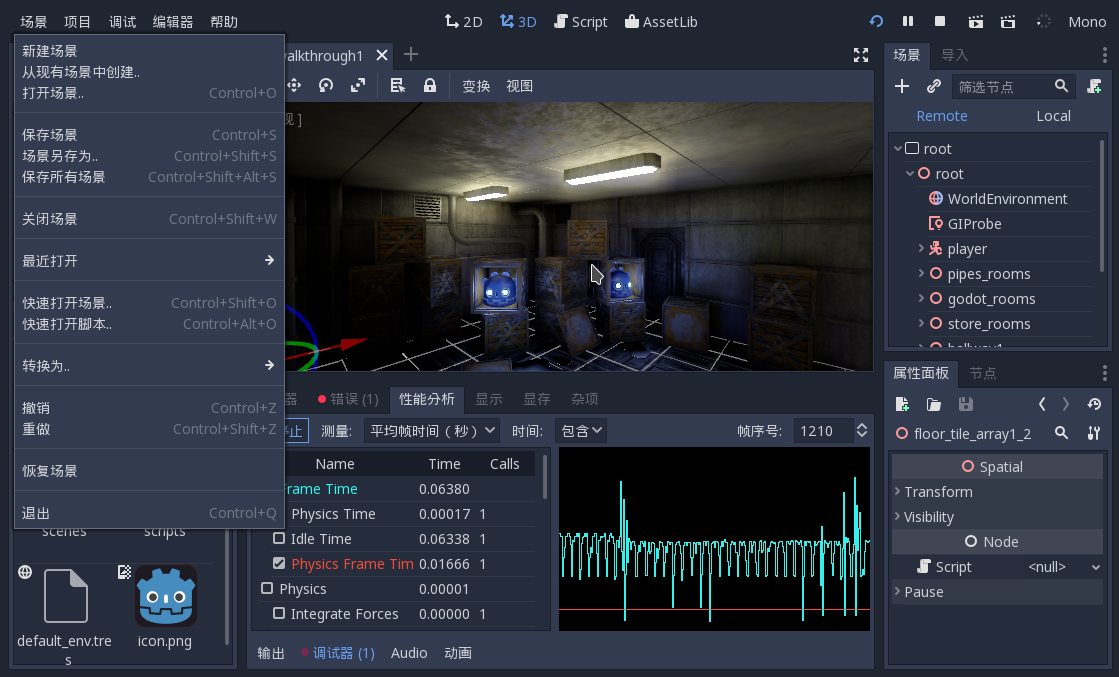 场景 项目 调试 编辑器 帮助
2D 3D Script AssetLib
Mono
新建场景
从现有场景中创建..
打开场景.. Control+O
保存场景 Control+S
场景另存为.. Control+Shift+S
保存所有场景 Control+Shift+Alt+S
关闭场景 Control+Shift+W
最近打开
快速打开场景.. Control+Shift+O
快速打开脚本.. Control+Alt+O
转换为..
撤销 Control+Z
重做 Control+Shift+Z
恢复场景
退出 Control+Q
scenes scripts
default_env.tre
s
icon.png
alkthrough1
变换 视图
视 ]
器 错误 (1) 性能分析 显示 显存 杂项
止 测量: 平均帧时间 ( 秒 ) 时间: 包含 帧序号: 1210
Name Time Calls
rame Time 0.06380
Physics Time 0.00017 1
Idle Time 0.06338 1
Physics Frame Tim 0.01666 1
Physics 0.00001
Integrate Forces 0.00000 1
输出 调试器 (1) Audio 动画
场景 导入
筛选节点
Remote Local
root
root
WorldEnvironment
GIProbe
player
pipes_rooms
godot_rooms
store_rooms
hallway1
属性面板 节点
floor_tile_array1_2
Spatial
Transform
Visibility
Node
Script <null>
Pause